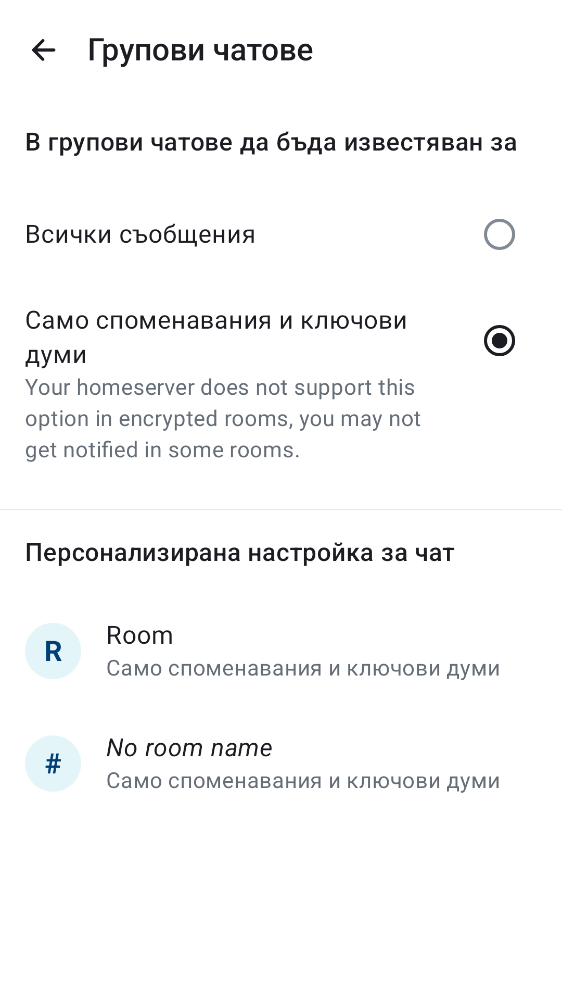 Групови чатове
В групови чатове да бъда известяван за
Всички съобщения
Само споменавания и ключови
думи
Your homeserver does not support this
option in encrypted rooms, you may not
get notified in some rooms.
Персонализирана настройка за чат
R
Room
Само споменавания и ключови думи
#
No room name
Само споменавания и ключови думи